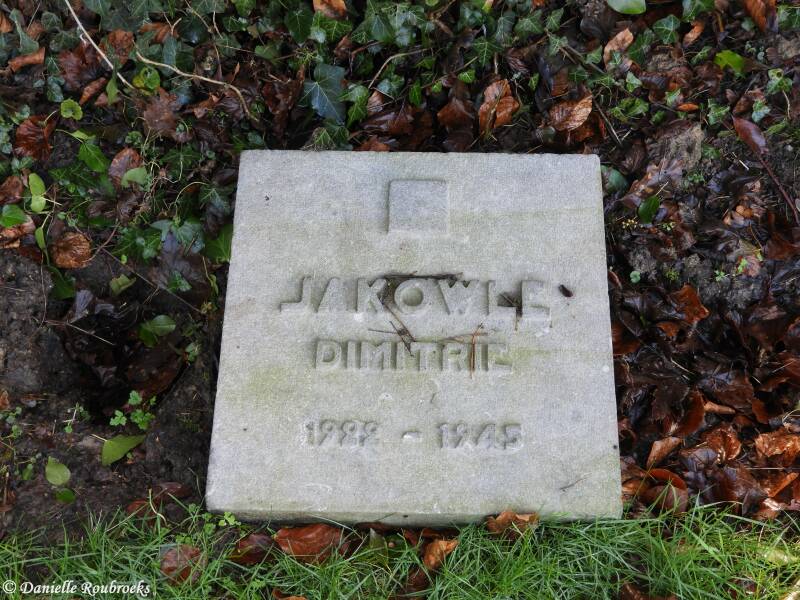 JAKOWLE
DIMITRIE
1922 - 1945
© Danielle Roubroeks